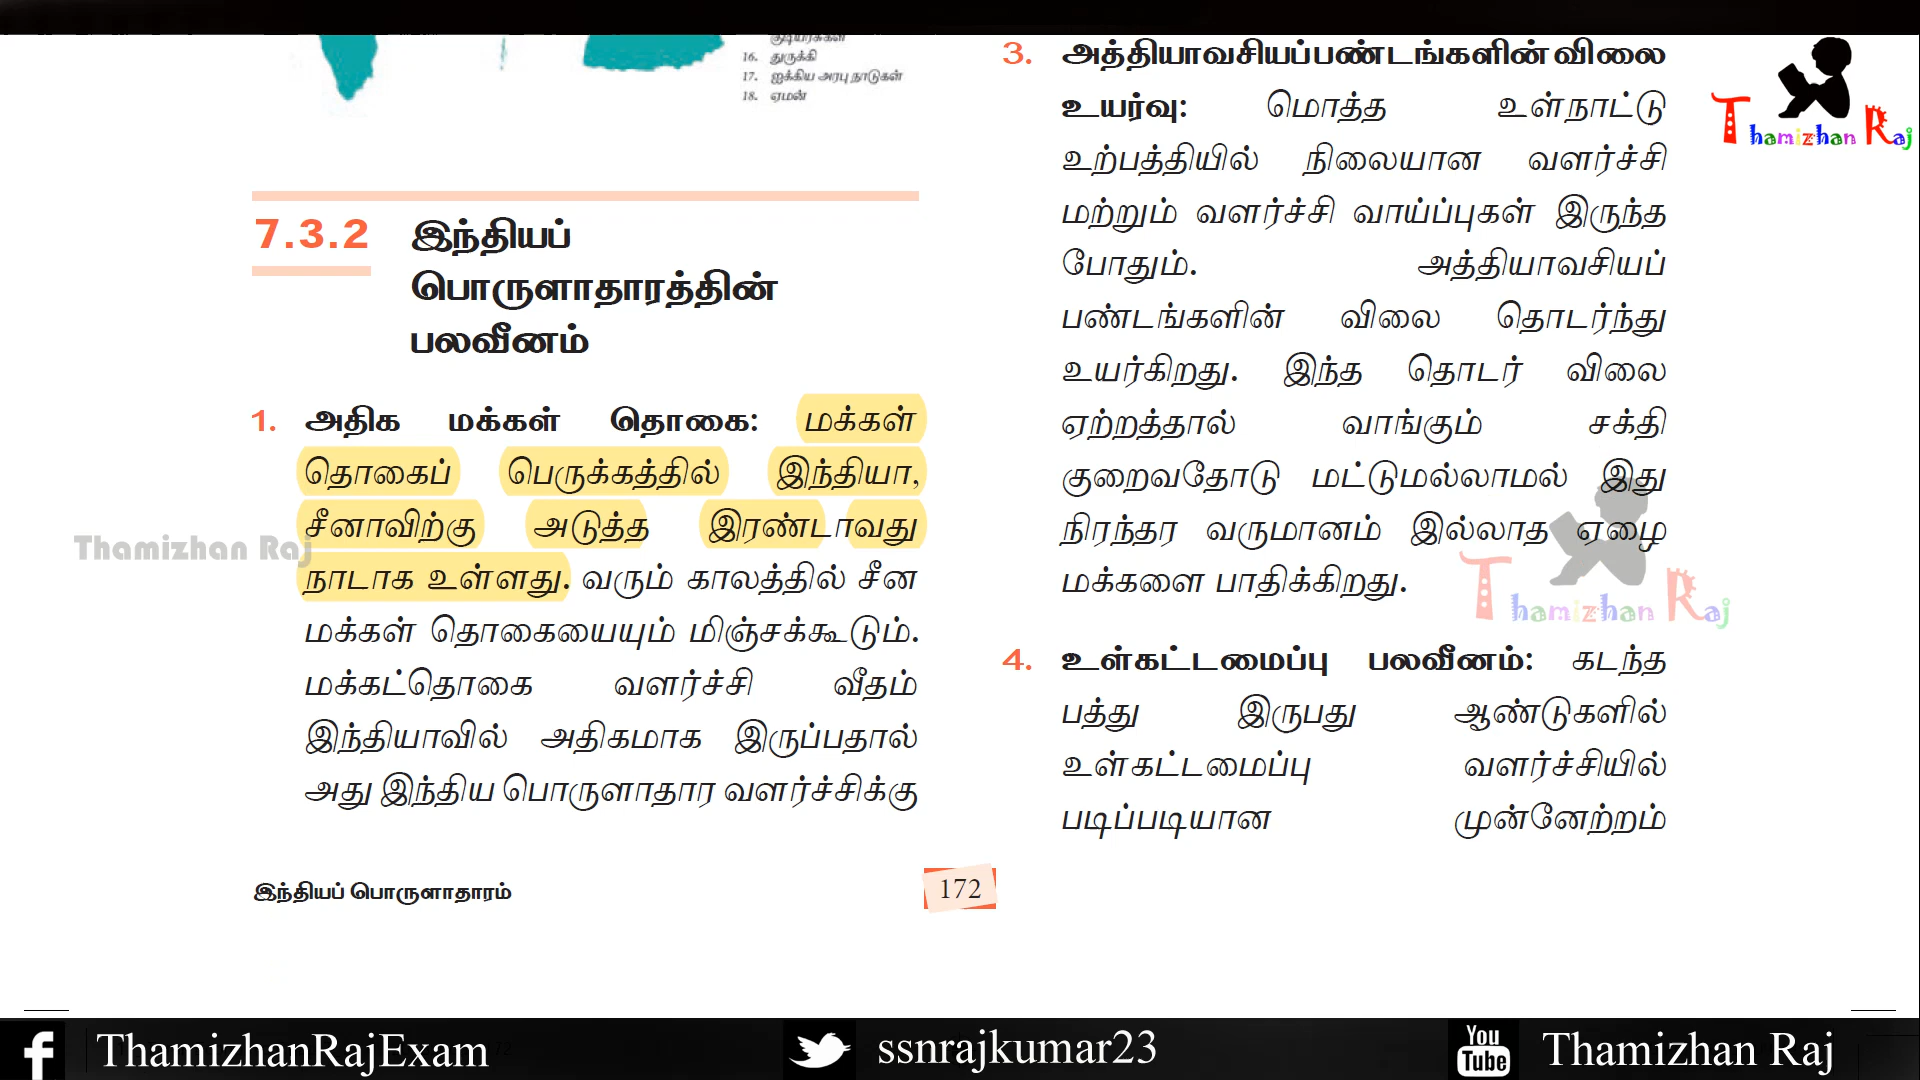 16. துருக்கி
17. ஐக்கிய அரபு நாடுகள்
18. ஏமன்
7.3.2 இந்தியப்
பொருளாதாரத்தின்
பலவீனம்
1. அதிக மக்கள் தொகை: மக்கள்
தொகைப் பெருக்கத்தில் இந்தியா,
சீனாவிற்கு அடுத்த இரண்டாவது
நாடாக உள்ளது. வரும் காலத்தில் சீன
மக்கள் தொகையையும் மிஞ்சக்கூடும்.
மக்கட்தொகை வளர்ச்சி வீதம்
இந்தியாவில் அதிகமாக இருப்பதால்
அது இந்திய பொருளாதார வளர்ச்சிக்கு
இந்தியப் பொருளாதாரம்
172
3. அத்தியாவசியப்பண்டங்களின் விலை
உயர்வு: மொத்த உள்நாட்டு
உற்பத்தியில் நிலையான வளர்ச்சி
மற்றும் வளர்ச்சி வாய்ப்புகள் இருந்த
போதும். அத்தியாவசியப்
பண்டங்களின் விலை தொடர்ந்து
உயர்கிறது. இந்த தொடர் விலை
ஏற்றத்தால் வாங்கும் சக்தி
குறைவதோடு மட்டுமல்லாமல் இது
நிரந்தர வருமானம் இல்லாத ஏழை
மக்களை பாதிக்கிறது.
4. உள்கட்டமைப்பு பலவீனம்: கடந்த
பத்து இருபது ஆண்டுகளில்
உள்கட்டமைப்பு வளர்ச்சியில்
படிப்படியான முன்னேற்றம்
Thamizhan Raj
Thamizhan Raj
Thamizhan Raj
f ThamizhanRajExam
ssnrajkumar23
You Tube Thamizhan Raj